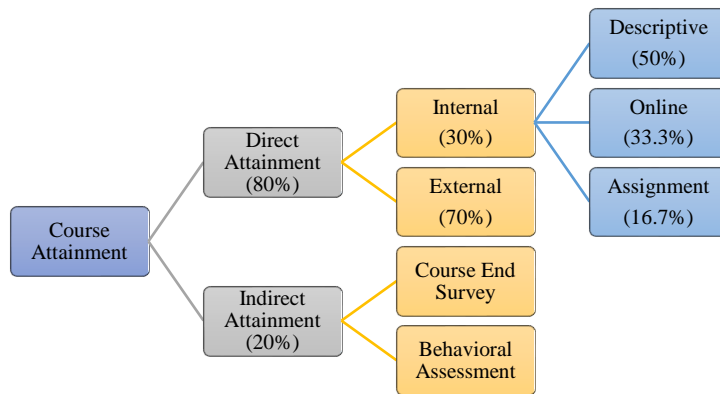 Course
Attainment
Direct
Attainment
(80%)
Internal
(30%)
Descriptive
(50%)
Online
(33.3%)
Assignment
(16.7%)
External
(70%)
Indirect
Attainment
(20%)
Course End
Survey
Behavioral
Assessment